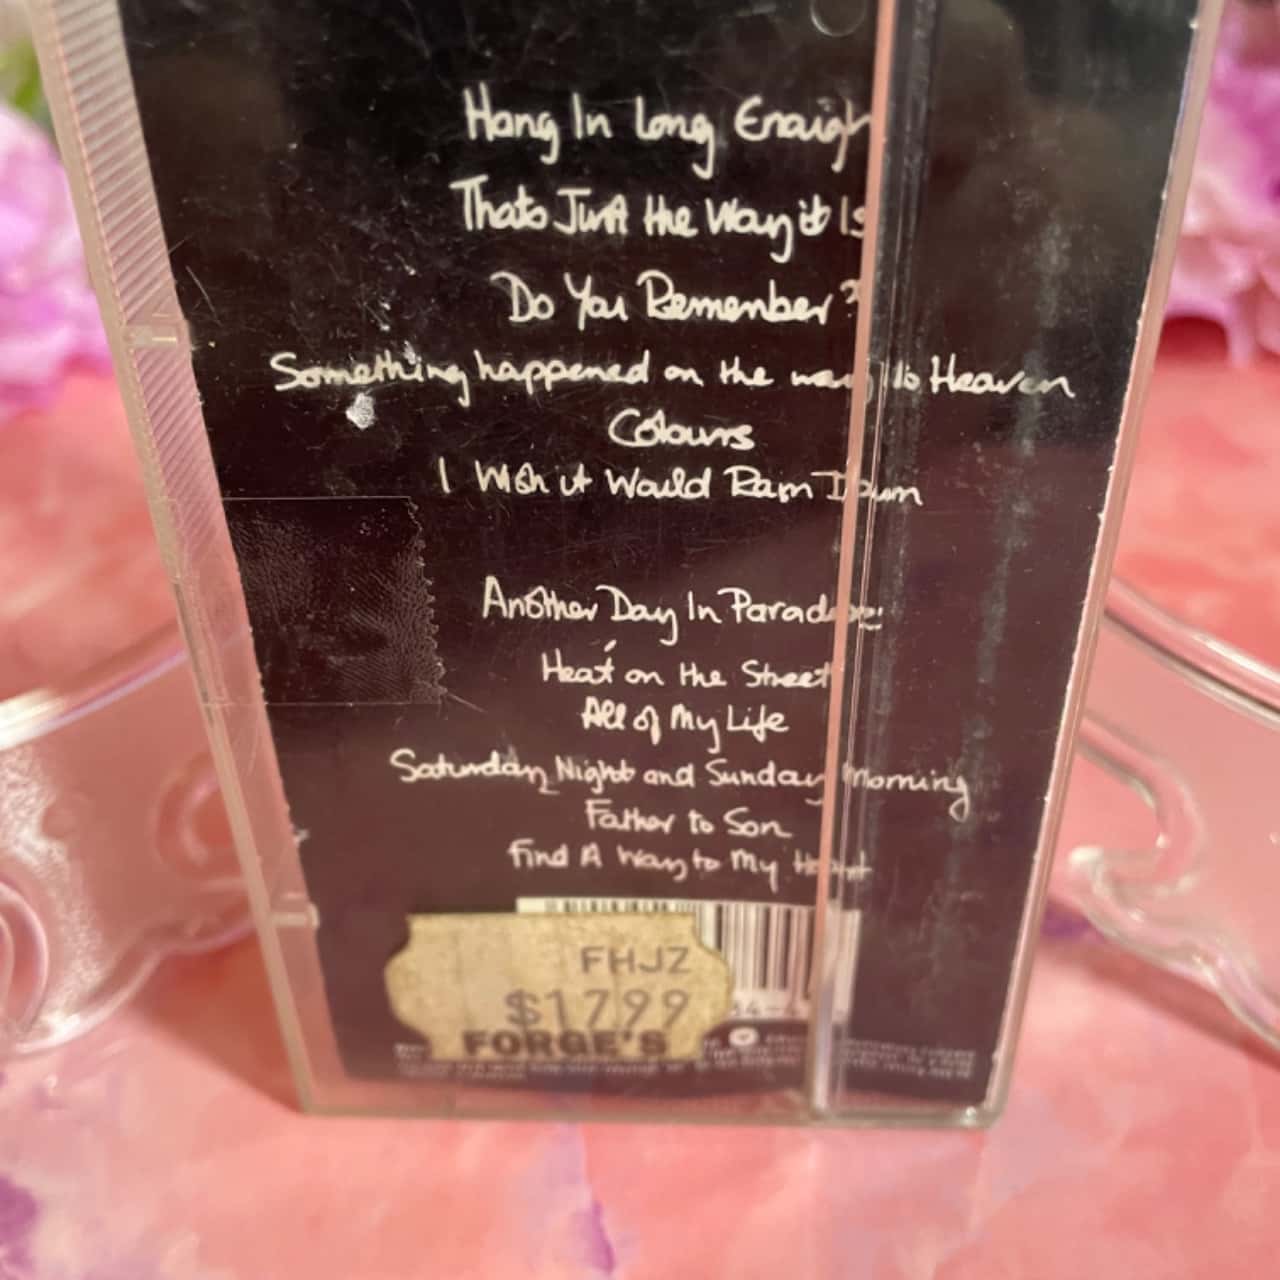 Hang In Long Enough
Thats Just the Way it Is
Do You Remember?
Something happened on the way to Heaven
Colours
I Wish it Would Rain Down
Another Day In Paradise
Heat on the Street
All of My Life
Saturday Night and Sunday Morning
Father to Son
Find A Way to My Heart
FHJZ
$1799
FORGE'S